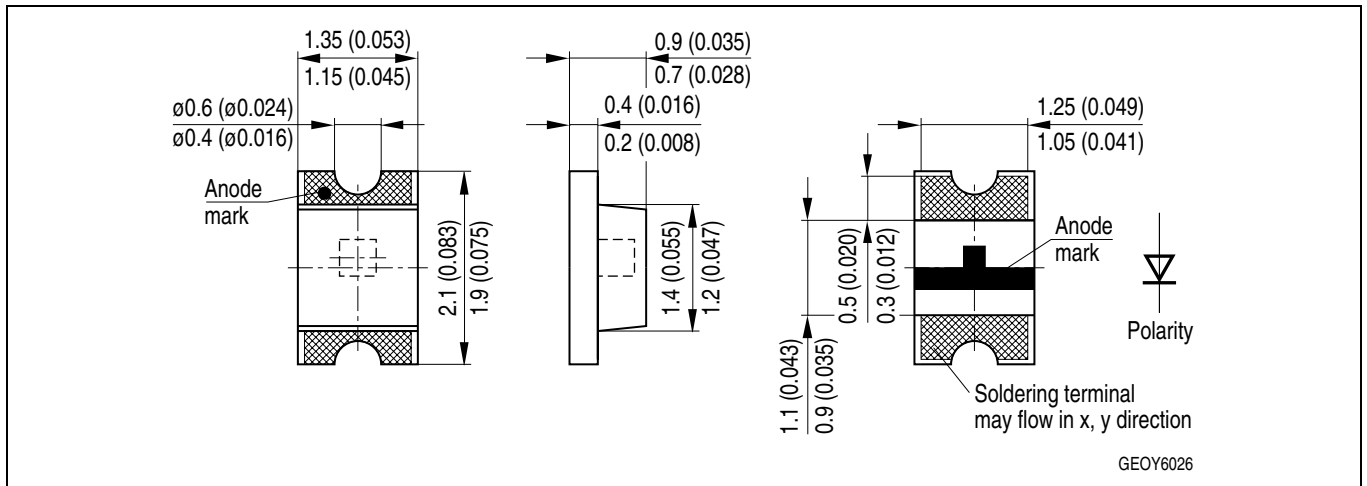 1.35 (0.053)
1.15 (0.045)
ø0.6 (ø0.024)
ø0.4 (ø0.016)
Anode
mark
2.1 (0.083)
1.9 (0.075)
0.9 (0.035)
0.7 (0.028)
0.4 (0.016)
0.2 (0.008)
1.4 (0.055)
1.2 (0.047)
1.25 (0.049)
1.05 (0.041)
0.5 (0.020)
0.3 (0.012)
1.1 (0.043)
0.9 (0.035)
Anode
mark
Polarity
Soldering terminal
may flow in x, y direction
GEOY6026